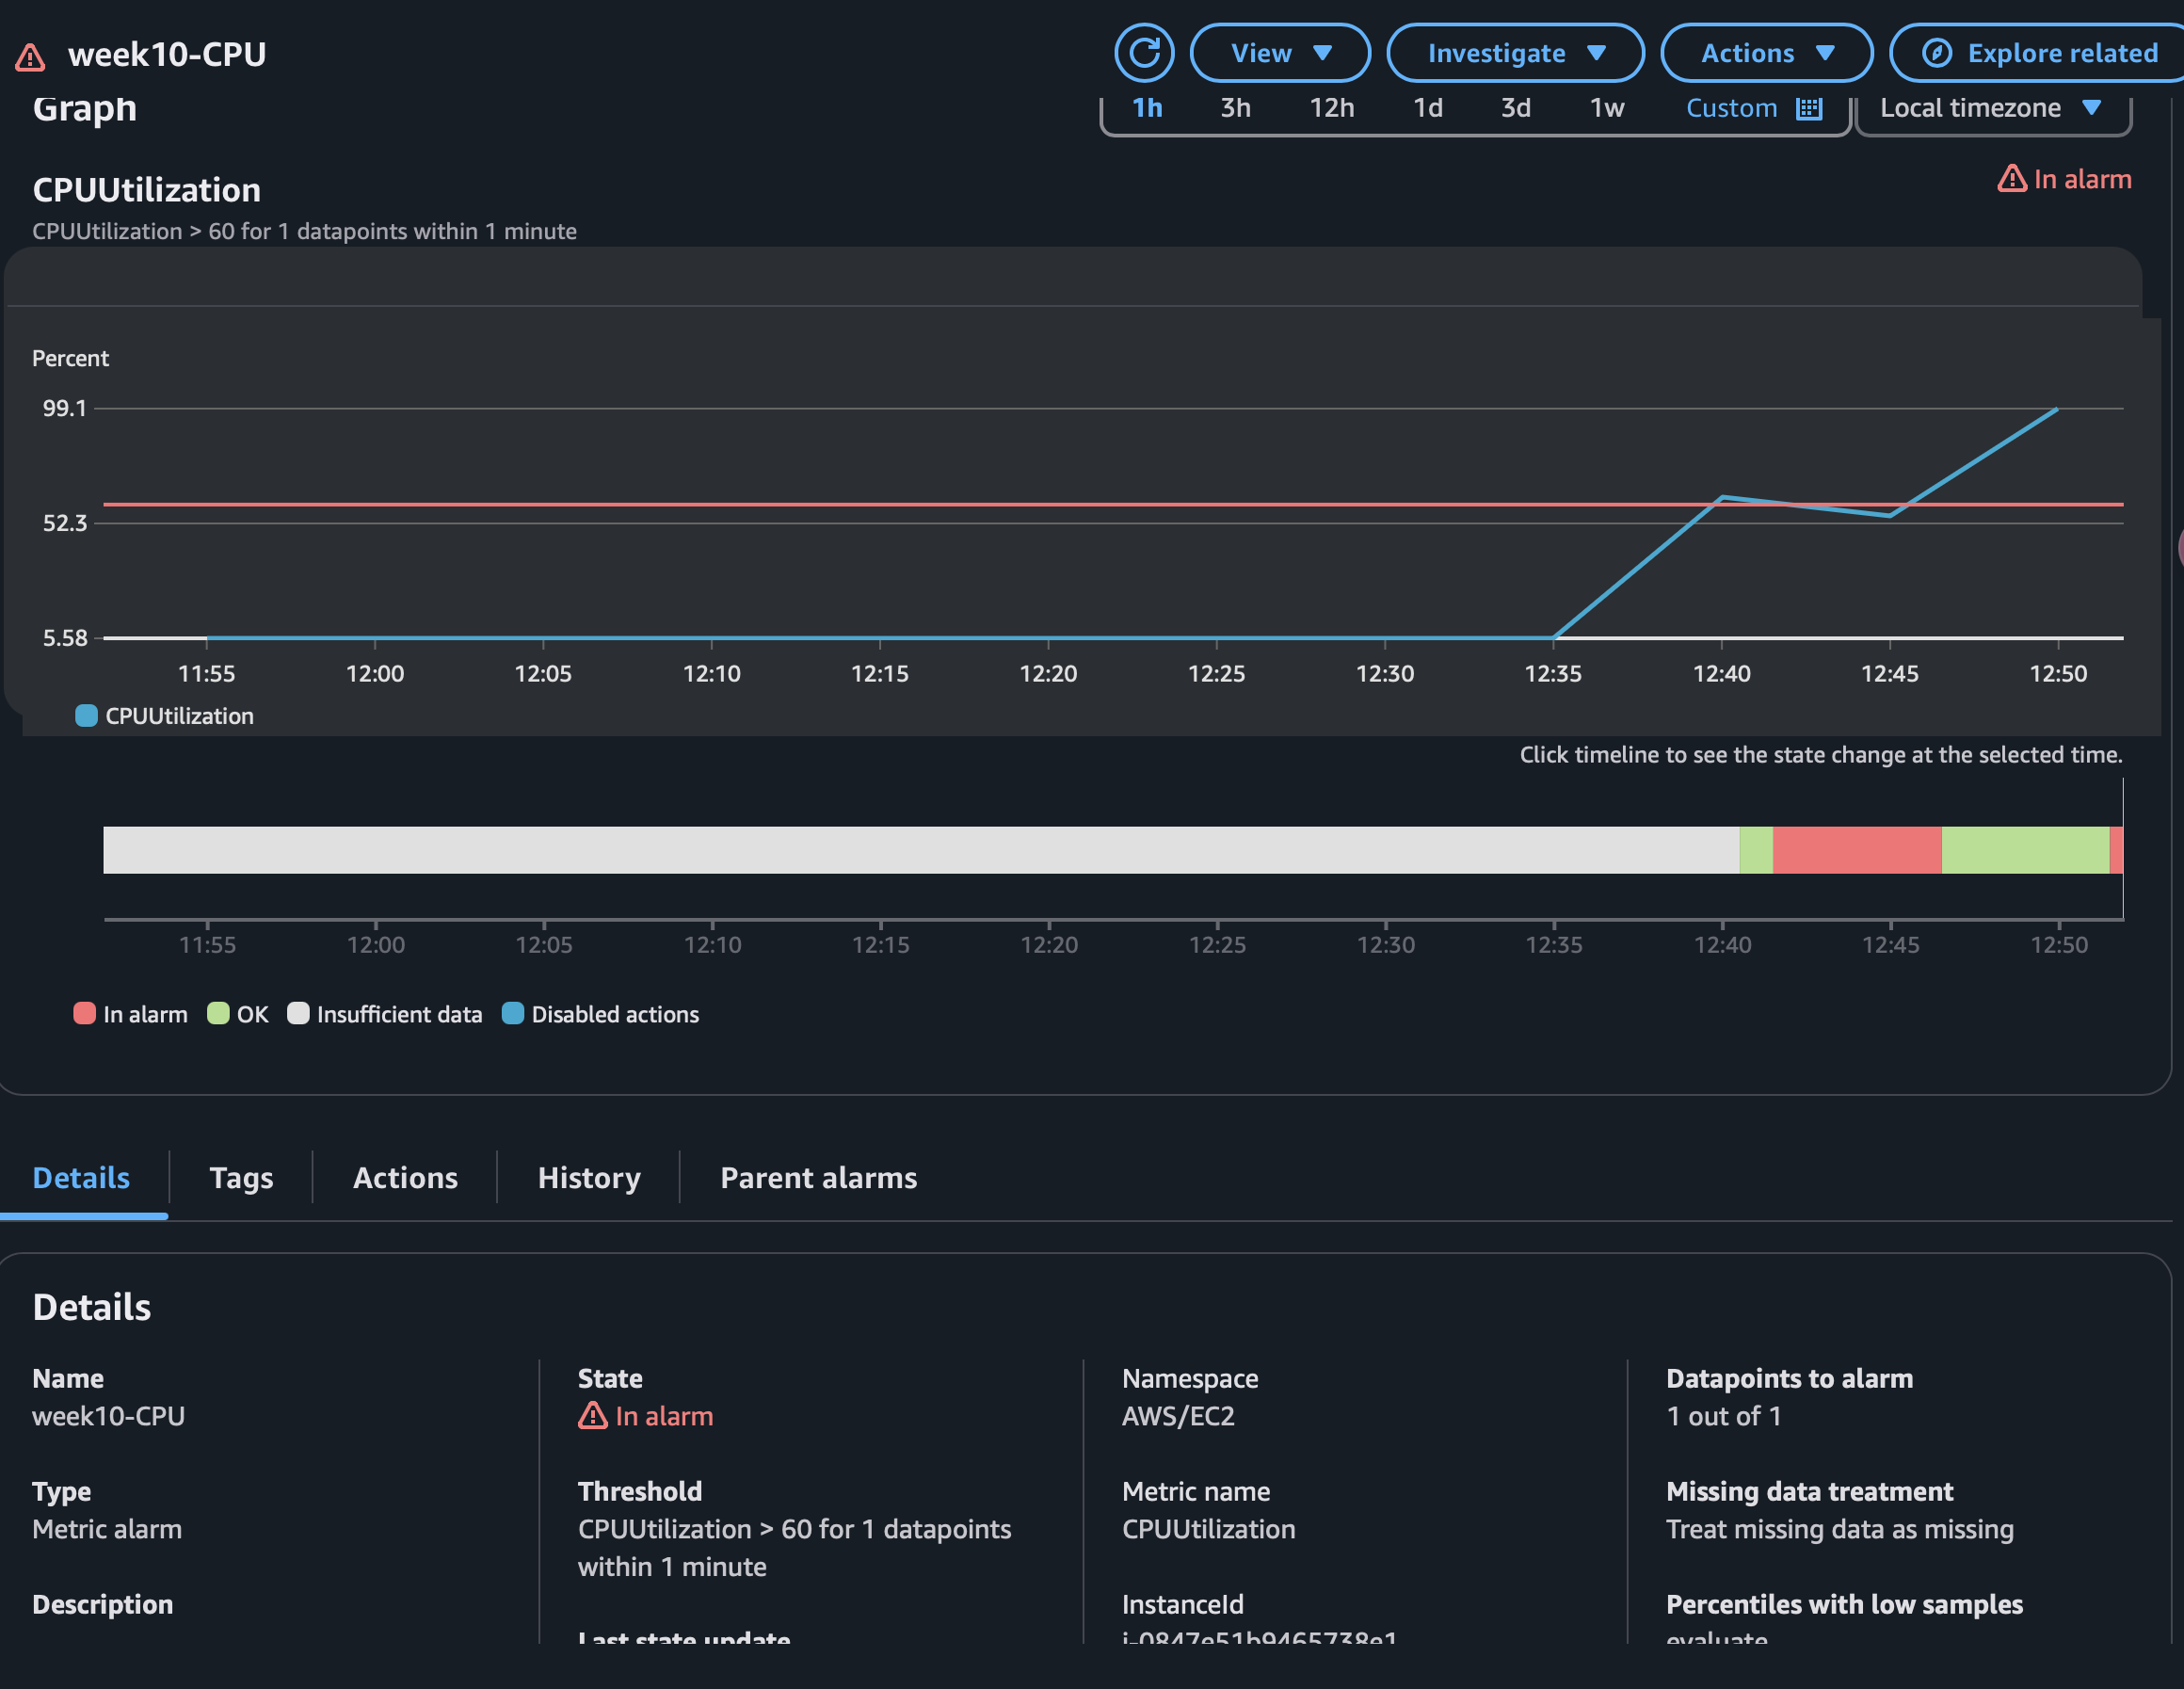 week10-CPU
View
Investigate
Actions
Explore related
Graph
1h 3h 12h 1d 3d 1w Custom
Local timezone
CPUUtilization
In alarm
CPUUtilization > 60 for 1 datapoints within 1 minute
Percent
99.1
52.3
5.58
11:55 12:00 12:05 12:10 12:15 12:20 12:25 12:30 12:35 12:40 12:45 12:50
CPUUtilization
Click timeline to see the state change at the selected time.
11:55 12:00 12:05 12:10 12:15 12:20 12:25 12:30 12:35 12:40 12:45 12:50
In alarm OK Insufficient data Disabled actions
Details Tags Actions History Parent alarms
Details
Name
week10-CPU
Type
Metric alarm
Description
State
In alarm
Threshold
CPUUtilization > 60 for 1 datapoints
within 1 minute
Last state update
Namespace
AWS/EC2
Metric name
CPUUtilization
InstanceId
i-0847e51b9465738e1
Datapoints to alarm
1 out of 1
Missing data treatment
Treat missing data as missing
Percentiles with low samples
evaluate